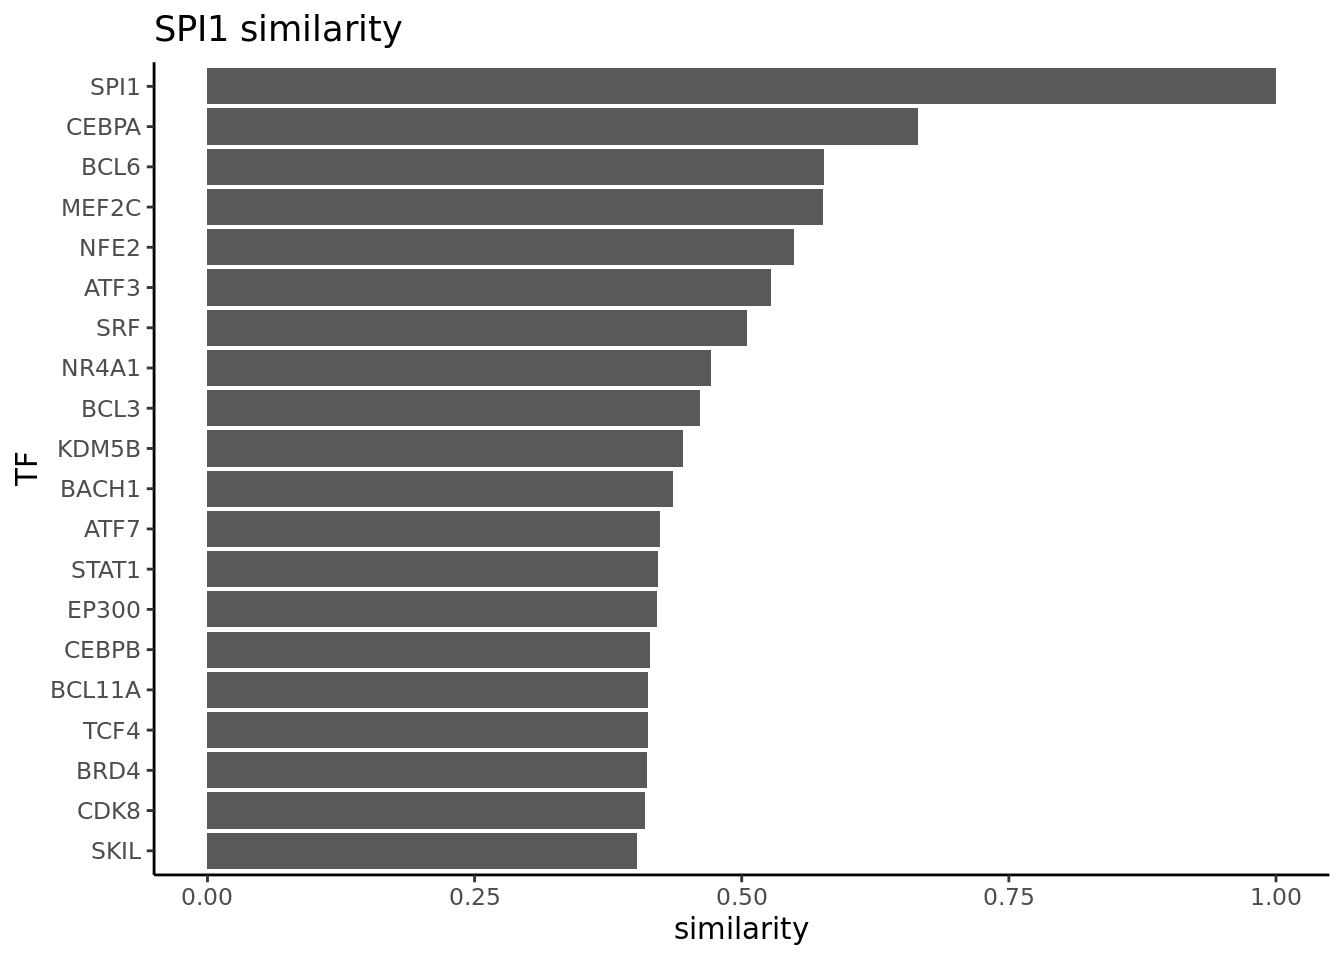 SPI1 similarity
TF
SPI1
CEBPA
BCL6
MEF2C
NFE2
ATF3
SRF
NR4A1
BCL3
KDM5B
BACH1
ATF7
STAT1
EP300
CEBPB
BCL11A
TCF4
BRD4
CDK8
SKIL
0.00 0.25 0.50 0.75 1.00
similarity